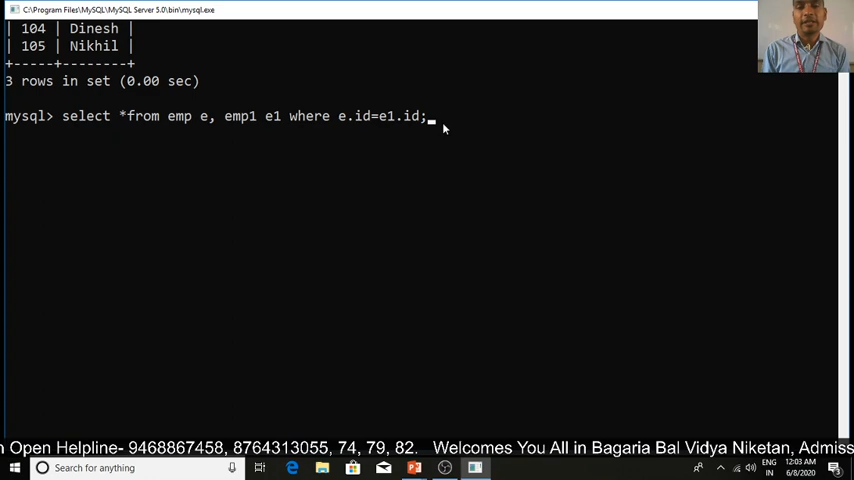 C:\Program Files\MySQL\MySQL Server 5.0\bin\mysql.exe
| 104 | Dinesh |
| 105 | Nikhil |
+-----+--------+
3 rows in set (0.00 sec)
mysql> select *from emp e, emp1 e1 where e.id=e1.id;
n Open Helpline- 9468867458, 8764313055, 74, 79, 82. Welcomes You All in Bagaria Bal Vidya Niketan, Admiss
Search for anything
ENG
IN
12:03 AM
6/8/2020
3